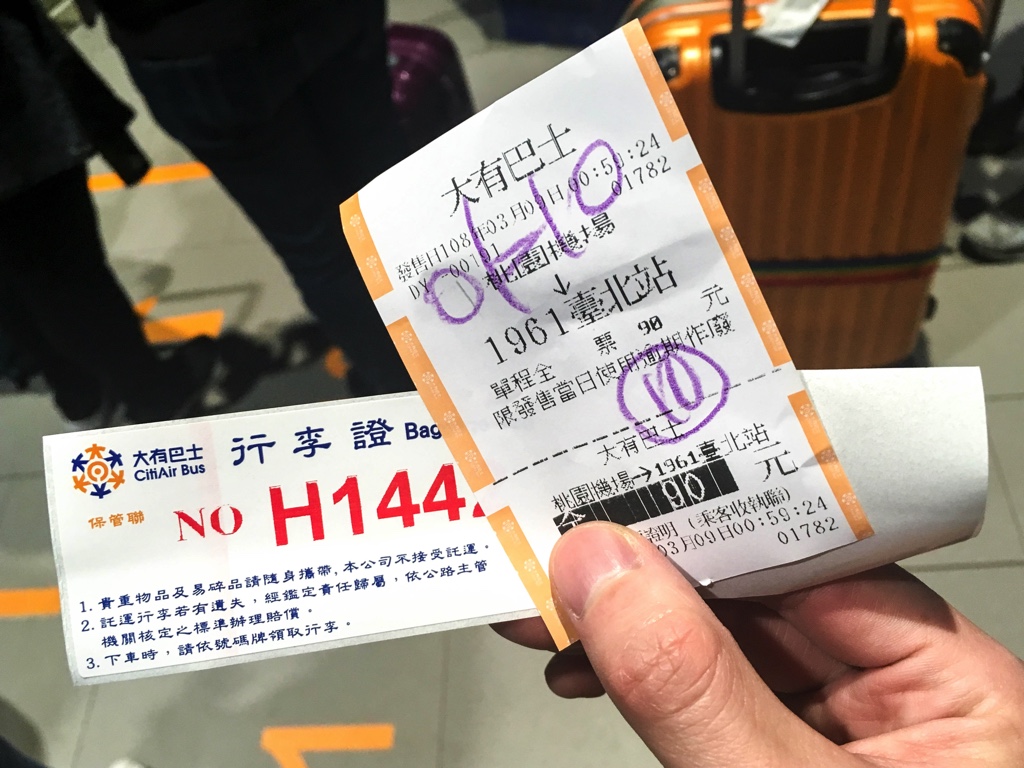 大有巴士
發售日108年03月09日00:59:24
01782
桃園機場
↓
1961臺北站
單程全 票 90 元
限發售當日使用逾期作廢
10
大有巴士
桃園機場→1961臺北站
全 90 元
證明(乘客收執聯)
03月09日00:59:24
01782
大有巴士
CitiAir Bus
行李證 Bag
保管聯
NO H144
1. 貴重物品及易碎品請隨身攜帶,本公司不接受託運。
2. 託運行李若有遺失,經鑑定責任歸屬,依公路主管
機關核定之標準辦理賠償。
3. 下車時,請依號碼牌領取行李。